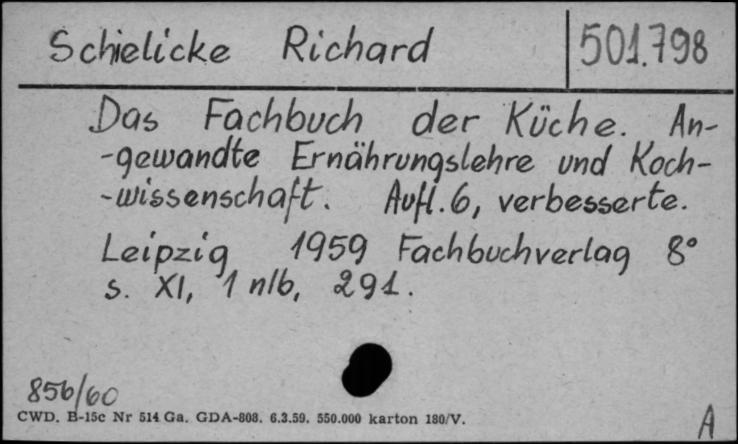 Schielicke Richard 501.798
Das Fachbuch der Küche. An-
-gewandte Ernährungslehre und Koch-
-wissenschaft. Aufl. 6, verbesserte.
Leipzig 1959 Fachbuchverlag 8°
s. XI, 1 nlb, 291.
856/60
CWD. B-15c Nr 514 Ga. GDA-808. 6.3.59. 550.000 karton 180/V.
A